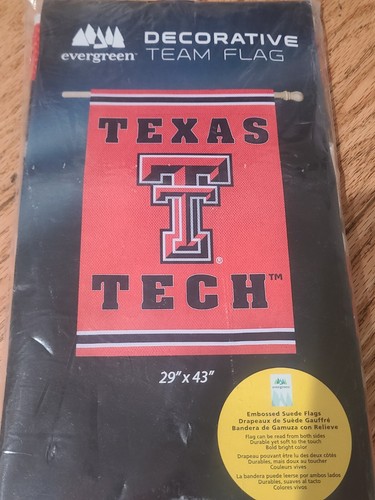 evergreen™
DECORATIVE
TEAM FLAG
TEXAS
TT®
TECH™
29" x 43"
evergreen
Embossed Suede Flags
Drapeaux de Suède Gauffré
Bandera de Gamuza con Relieve
Flag can be read from both sides
Durable yet soft to the touch
Bold bright color
Drapeau pouvant être lu des deux côtés
Durables, mais doux au toucher
Couleurs vives
La bandera puede leerse por ambos lados
Durables, suaves al tacto
Colores vivos